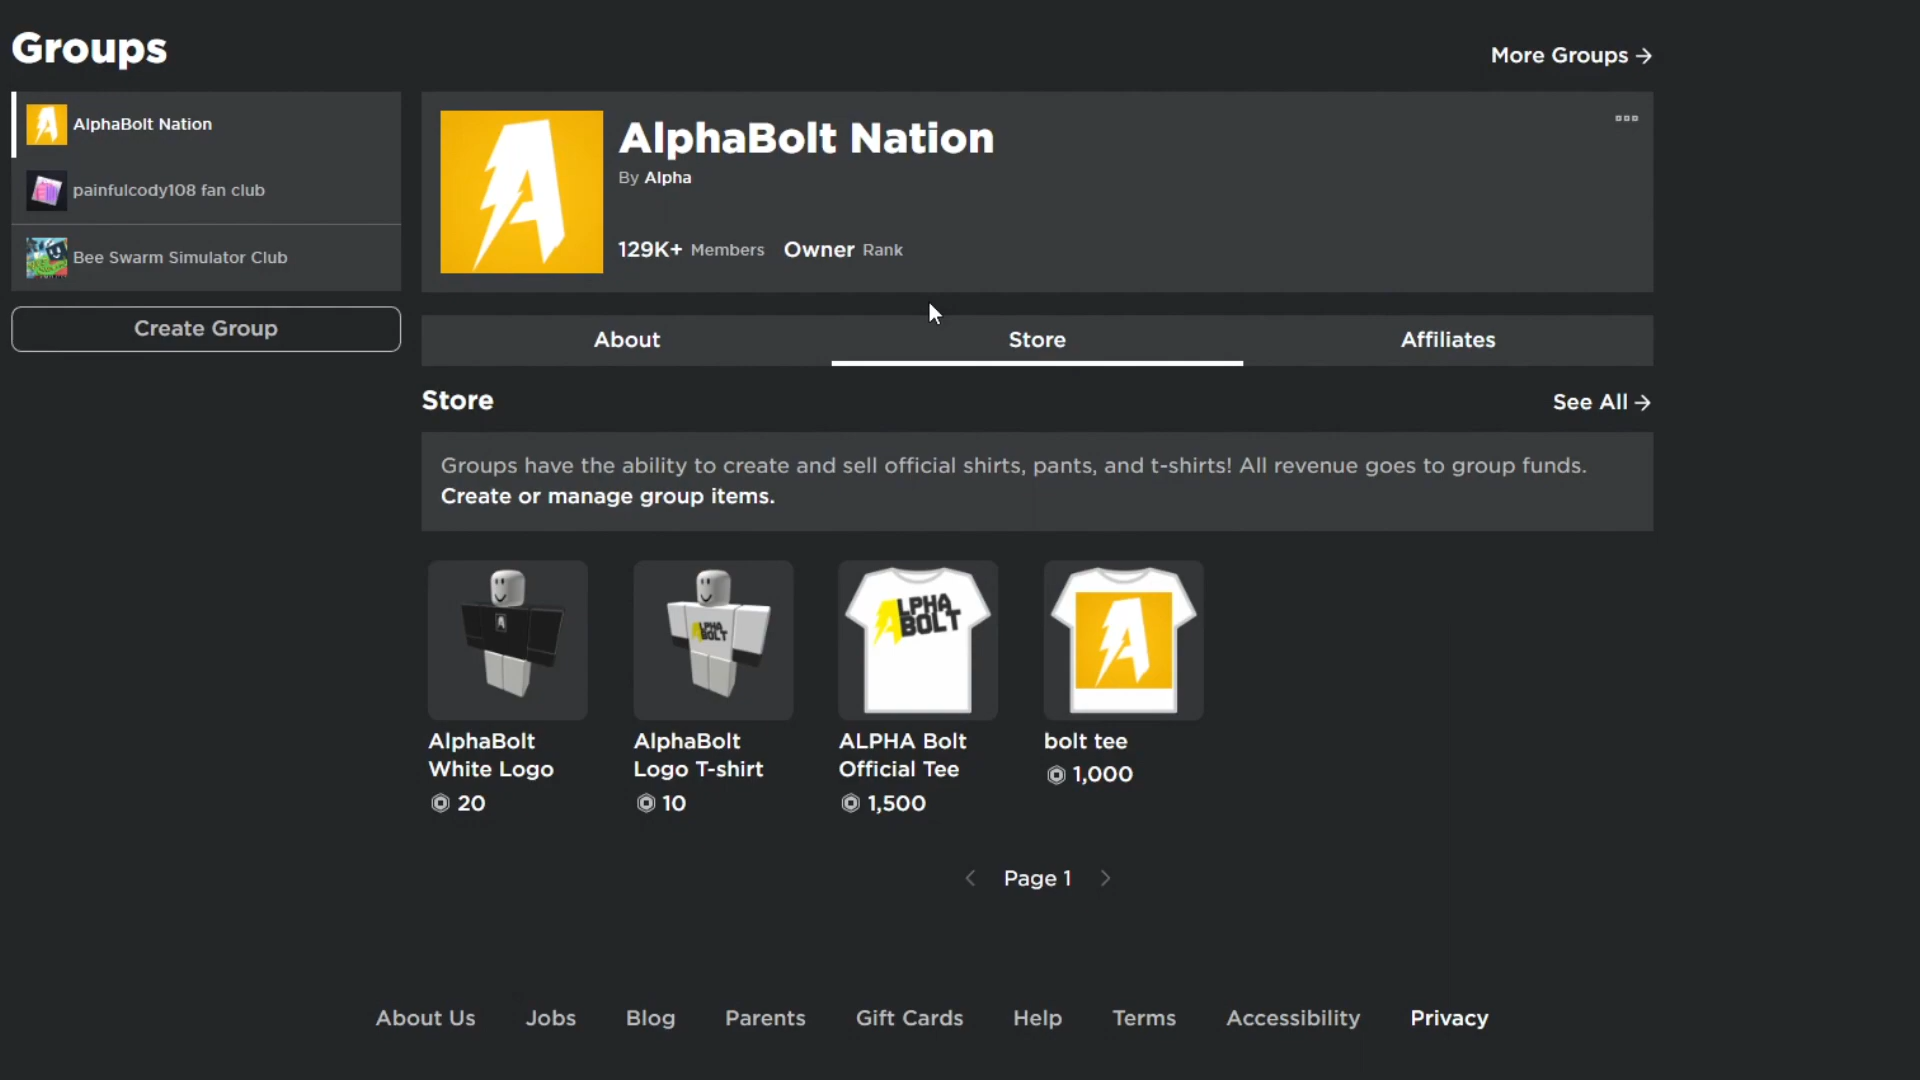 Groups
More Groups →
AlphaBolt Nation
painfulcody108 fan club
Bee Swarm Simulator Club
Create Group
AlphaBolt Nation
By Alpha
129K+ Members Owner Rank
About Store Affiliates
Store
See All →
Groups have the ability to create and sell official shirts, pants, and t-shirts! All revenue goes to group funds.
Create or manage group items.
A
ALPHA
BOLT
ALPHA
BOLT
A
AlphaBolt
White Logo
20
AlphaBolt
Logo T-shirt
10
ALPHA Bolt
Official Tee
1,500
bolt tee
1,000
Page 1
About Us Jobs Blog Parents Gift Cards Help Terms Accessibility Privacy